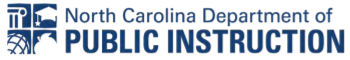 North Carolina Department of
PUBLIC INSTRUCTION